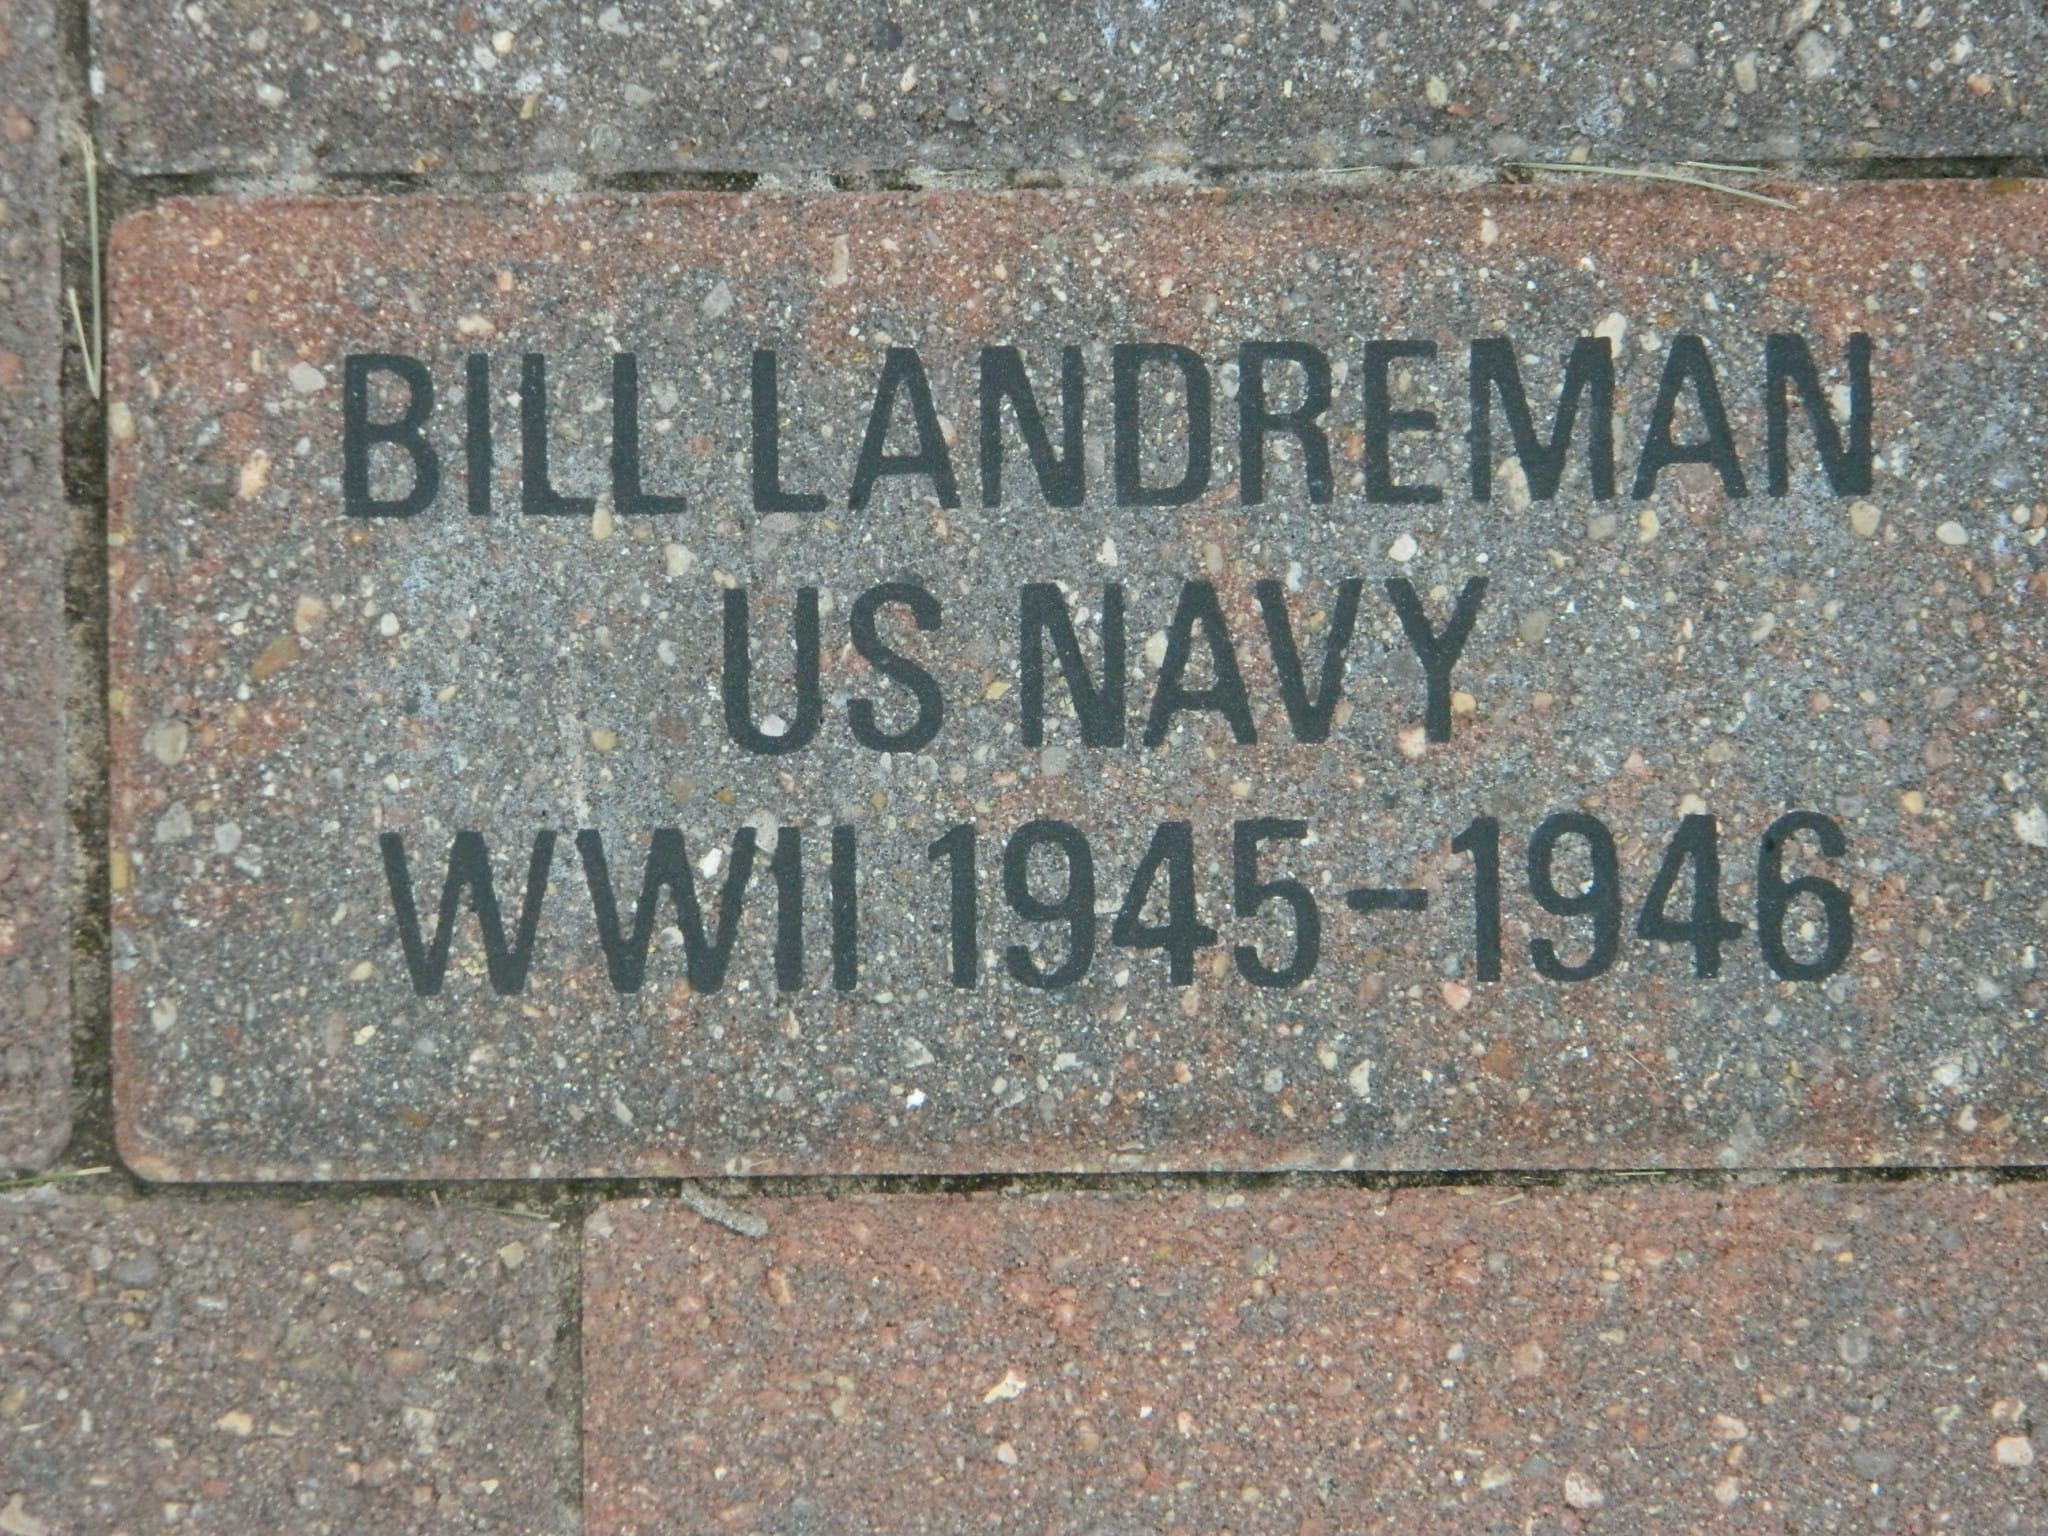 BILL LANDREMAN
US NAVY
WWII 1945-1946